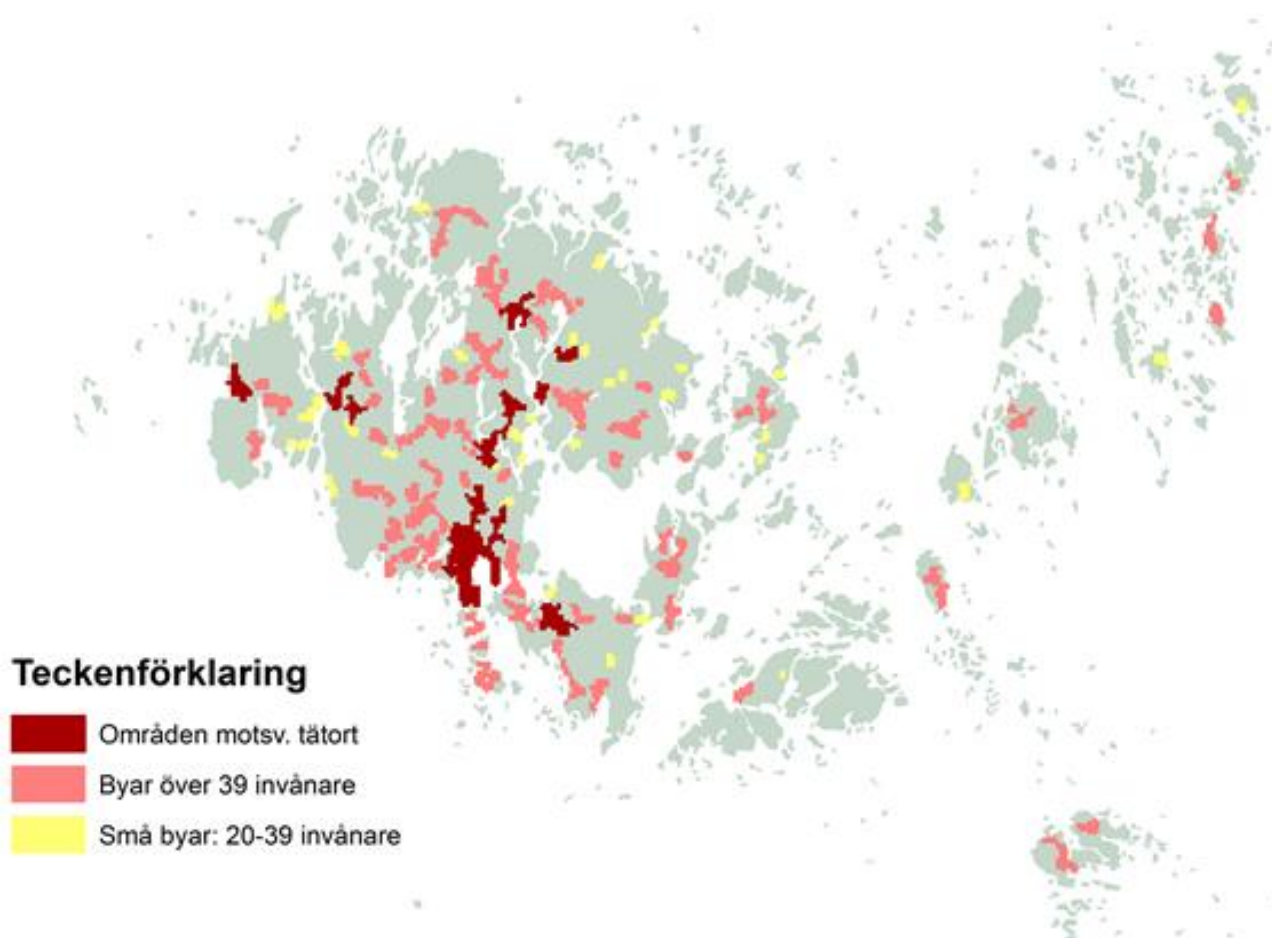 Teckenförklaring
Områden motsv. tätort
Byar över 39 invånare
Små byar: 20-39 invånare